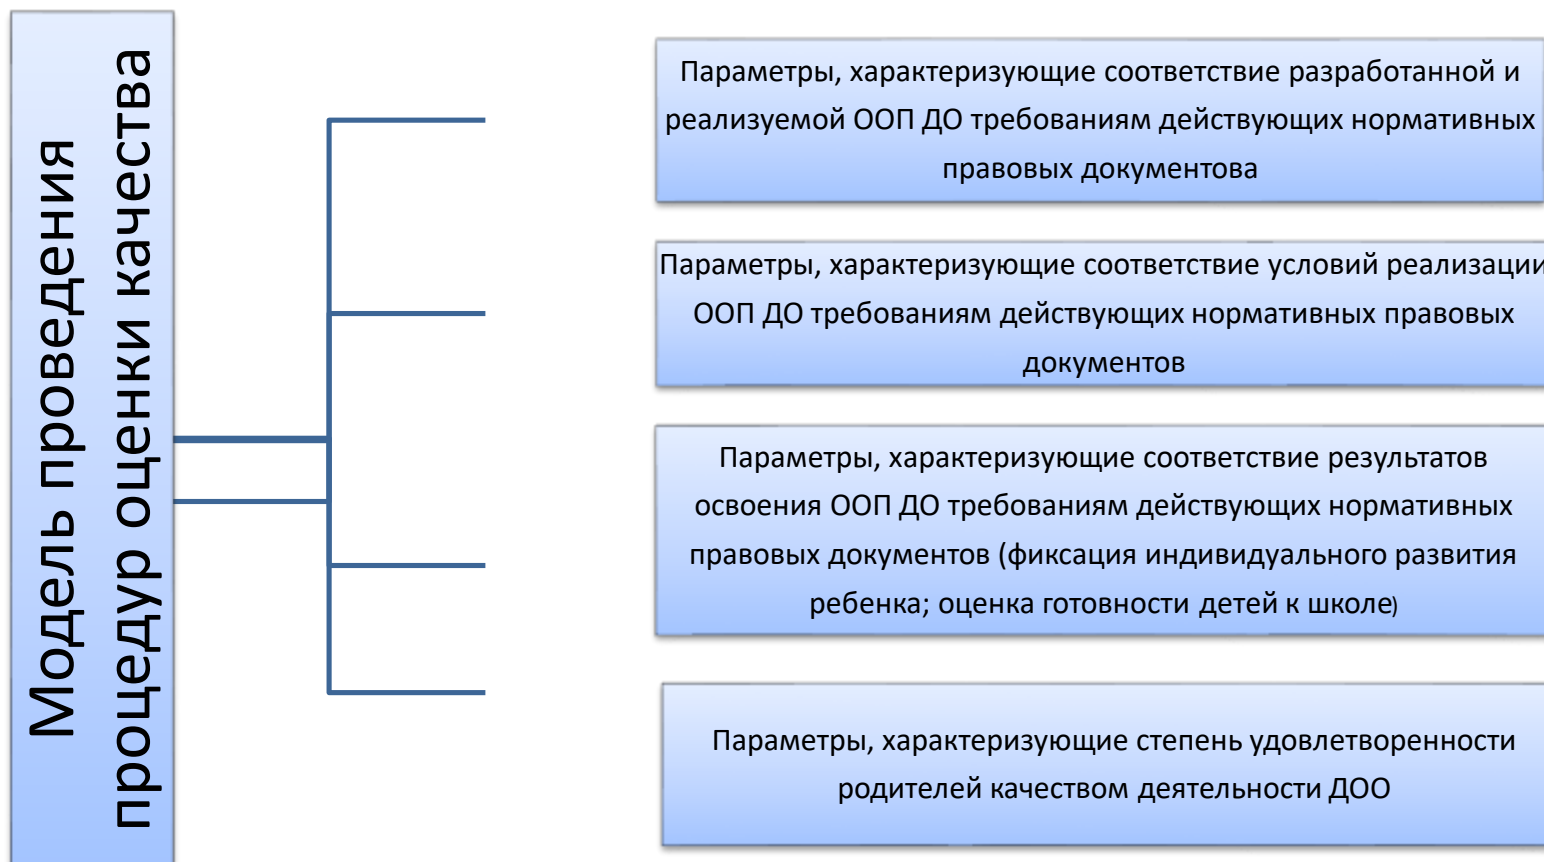 Модель проведения
процедур оценки качества
Параметры, характеризующие соответствие разработанной и
реализуемой ООП ДО требованиям действующих нормативных
правовых документова
Параметры, характеризующие соответствие условий реализации
ООП ДО требованиям действующих нормативных правовых
документов
Параметры, характеризующие соответствие результатов
освоения ООП ДО требованиям действующих нормативных
правовых документов (фиксация индивидуального развития
ребенка; оценка готовности детей к школе)
Параметры, характеризующие степень удовлетворенности
родителей качеством деятельности ДОО